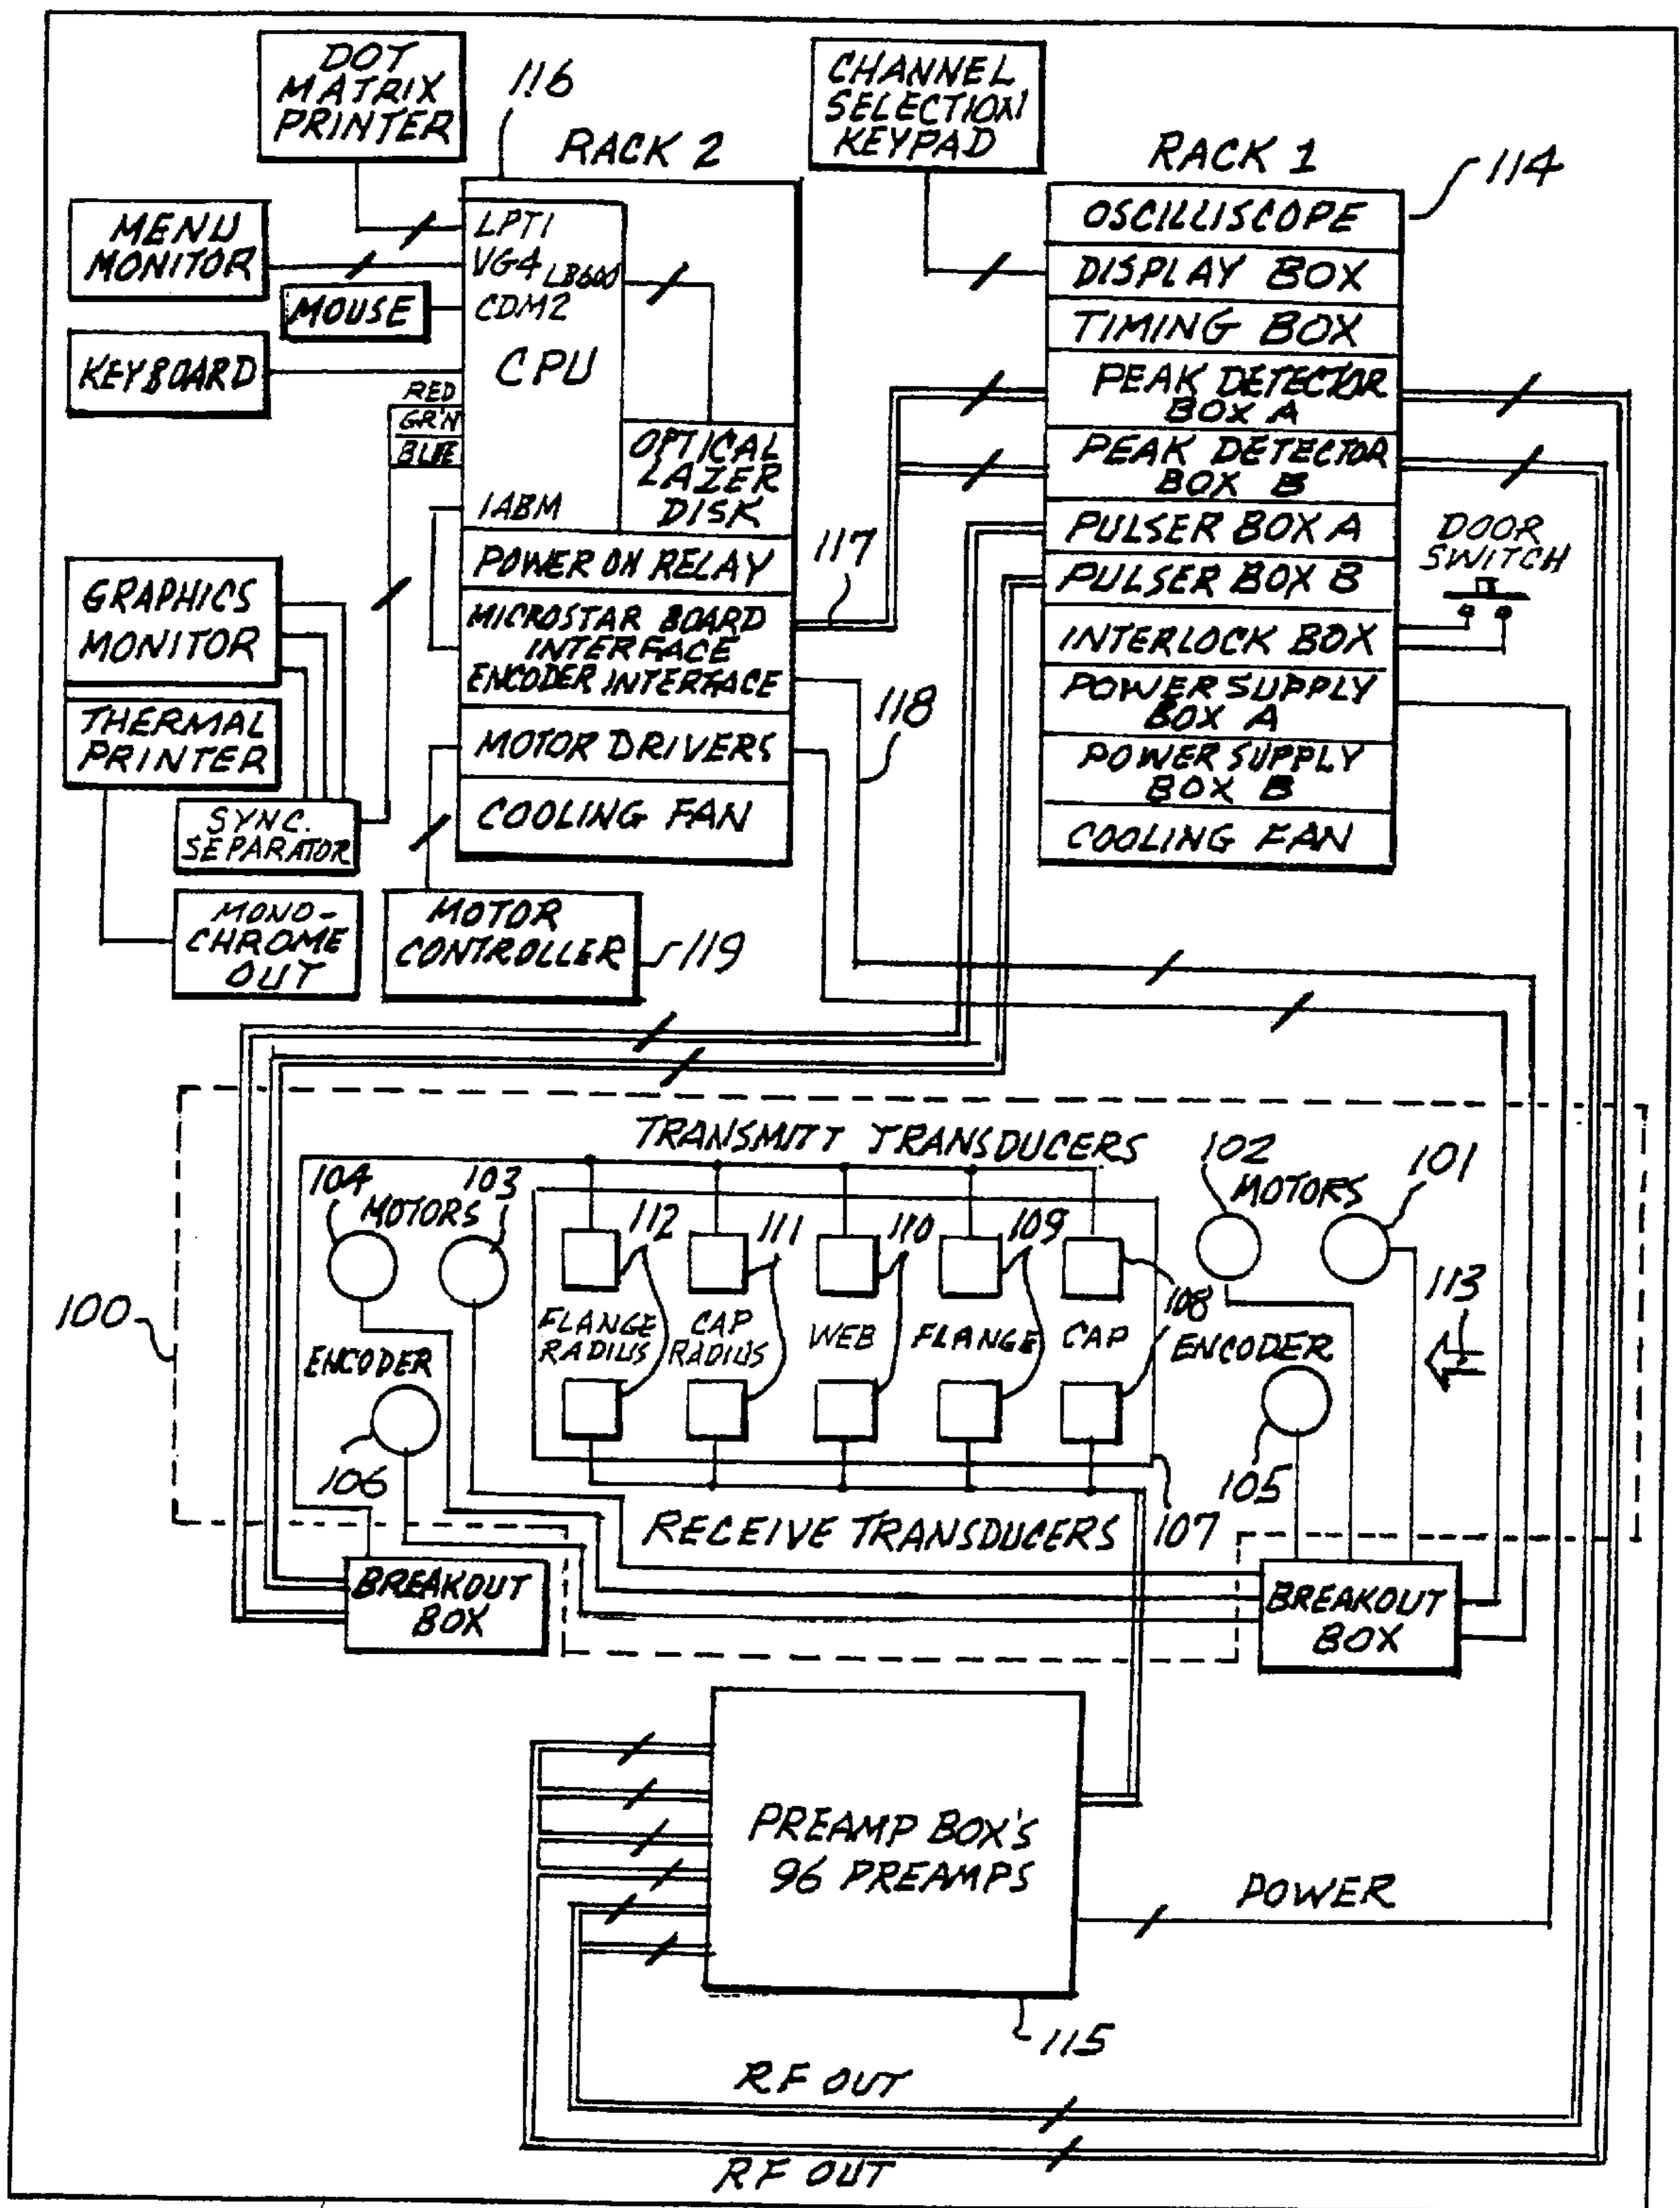 DOT
MATRIX
PRINTER
116
RACK 2
CHANNEL
SELECTION
KEYPAD
RACK 1
114
MENU
MONITOR
MOUSE
KEYBOARD
LPT1
VG4
LB600
CDM2
CPU
RED
GR'N
BLUE
IABM
OPTICAL
LAZER
DISK
POWER ON RELAY
MICROSTAR BOARD
INTERFACE
ENCODER INTERFACE
MOTOR DRIVERS
COOLING FAN
117
118
OSCILLISCOPE
DISPLAY BOX
TIMING BOX
PEAK DETECTOR
BOX A
PEAK DETECTOR
BOX B
PULSER BOX A
PULSER BOX B
INTERLOCK BOX
POWER SUPPLY
BOX A
POWER SUPPLY
BOX B
COOLING FAN
DOOR
SWITCH
GRAPHICS
MONITOR
THERMAL
PRINTER
SYNC.
SEPARATOR
MONO-
CHROME
OUT
MOTOR
CONTROLLER
119
TRANSMITT TRANSDUCERS
104
103
MOTORS
112
111
110
109
108
102
101
MOTORS
113
100
FLANGE
RADIUS
CAP
RADIUS
WEB
FLANGE
CAP
ENCODER
106
ENCODER
105
107
RECEIVE TRANSDUCERS
BREAKOUT
BOX
BREAKOUT
BOX
PREAMP BOX'S
96 PREAMPS
POWER
115
RF OUT
RF OUT